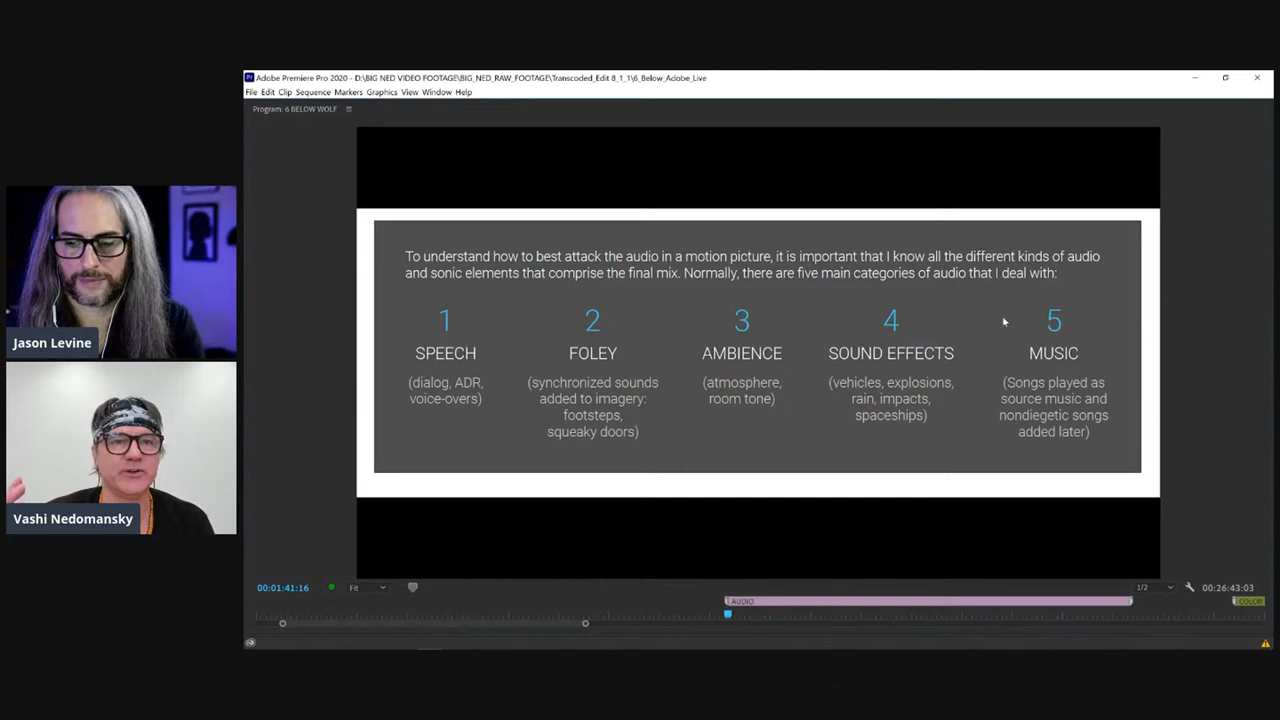 Adobe Premiere Pro 2020 - D:\BIG NED VIDEO FOOTAGE\BIG_NED_RAW_FOOTAGE\Transcoded_Edit 8_1_1\6_Below_Adobe_Live
File Edit Clip Sequence Markers Graphics View Window Help
Program: 6 BELOW WOLF
To understand how to best attack the audio in a motion picture, it is important that I know all the different kinds of audio
and sonic elements that comprise the final mix. Normally, there are five main categories of audio that I deal with:
1
SPEECH
(dialog, ADR,
voice-overs)
2
FOLEY
(synchronized sounds
added to imagery:
footsteps,
squeaky doors)
3
AMBIENCE
(atmosphere,
room tone)
4
SOUND EFFECTS
(vehicles, explosions,
rain, impacts,
spaceships)
5
MUSIC
(Songs played as
source music and
nondiegetic songs
added later)
Jason Levine
Vashi Nedomansky
00:01:41:16
Fit
1/2
00:26:43:03
AUDIO
COLOR